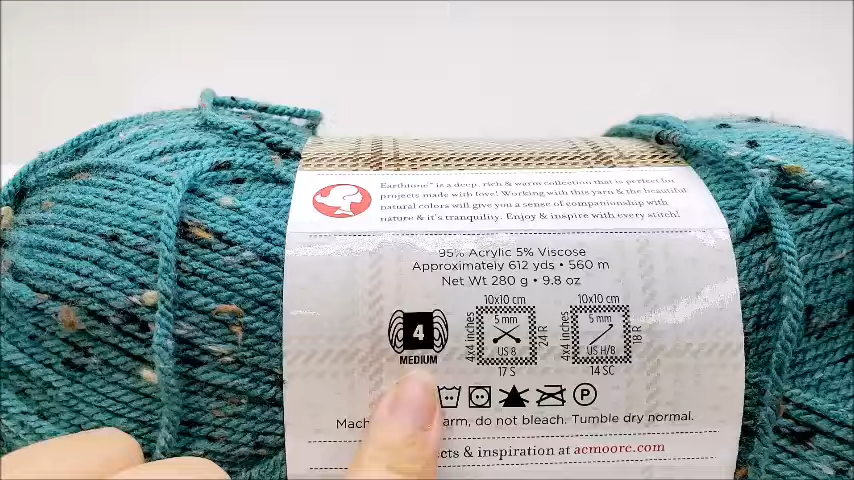 Earthtone™ is a deep, rich & warm collection that is perfect for
projects made with love! Working with this yarn & the beautiful
natural colors will give you a sense of companionship with
nature & it's tranquility. Enjoy & inspire with every stitch!
95% Acrylic 5% Viscose
Approximately 612 yds • 560 m
Net Wt 280 g • 9.8 oz
4
MEDIUM
10x10 cm
4x4 inches
5 mm
US 8
24 R
17 S
10x10 cm
4x4 inches
5 mm
US H/8
18 R
14 SC
P
do not bleach. Tumble dry normal.
& inspiration at acmoore.com